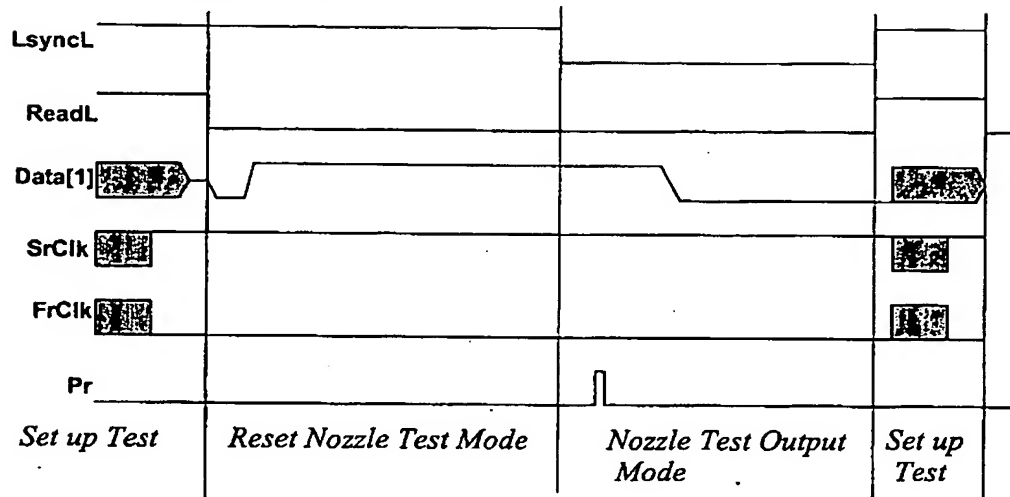 LsyncL
ReadL
Data[1]
SrClk
FrClk
Pr
Set up Test
Reset Nozzle Test Mode
Nozzle Test Output
Mode
Set up
Test